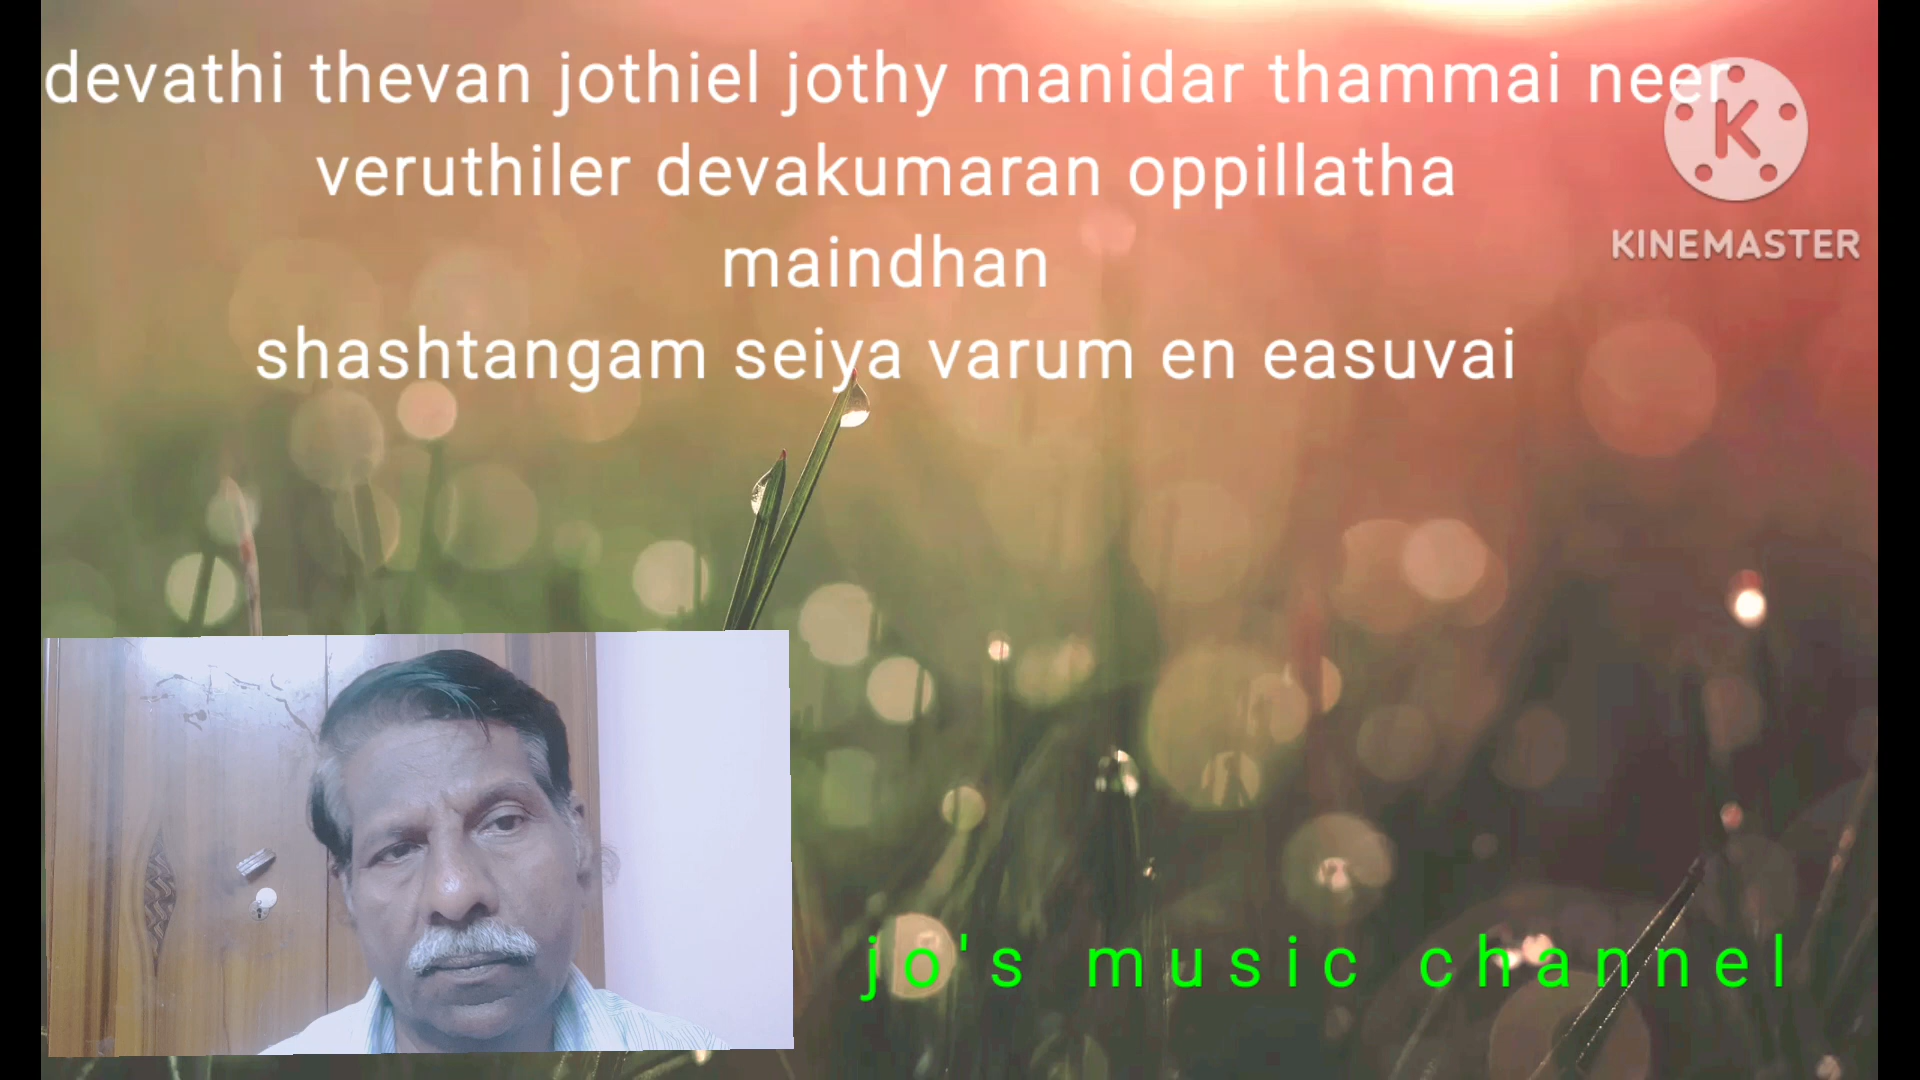 devathi thevan jothiel jothy manidar thammai neer
veruthiler devakumaran oppillatha
maindhan
shashtangam seiya varum en easuvai
K
KINEMASTER
jo's music channel